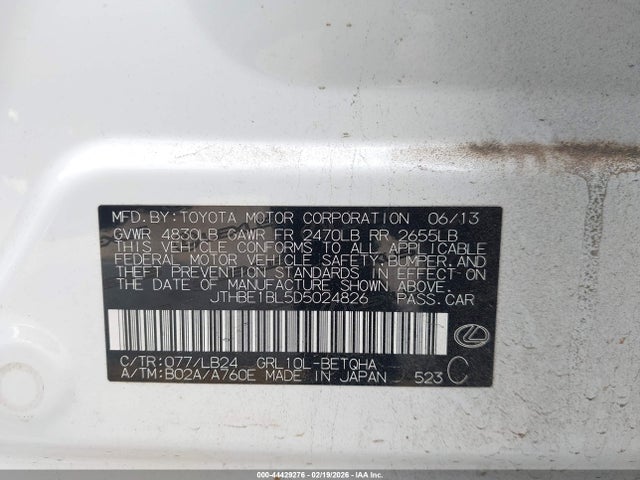 MFD.BY:TOYOTA MOTOR CORPORATION 06/13
GVWR 4830LB GAWR FR 2470LB RR 2655LB
THIS VEHICLE CONFORMS TO ALL APPLICABLE
FEDERAL MOTOR VEHICLE SAFETY,BUMPER, AND
THEFT PREVENTION STANDARDS IN EFFECT ON
THE DATE OF MANUFACTURE SHOWN ABOVE.
JTHBE1BL5D5024826 PASS.CAR
C/TR:077/LB24 GRL10L-BETQHA
A/TM:B02A/A760E MADE IN JAPAN 523 C
000-44429276 - 02/19/2026 - IAAI.COM